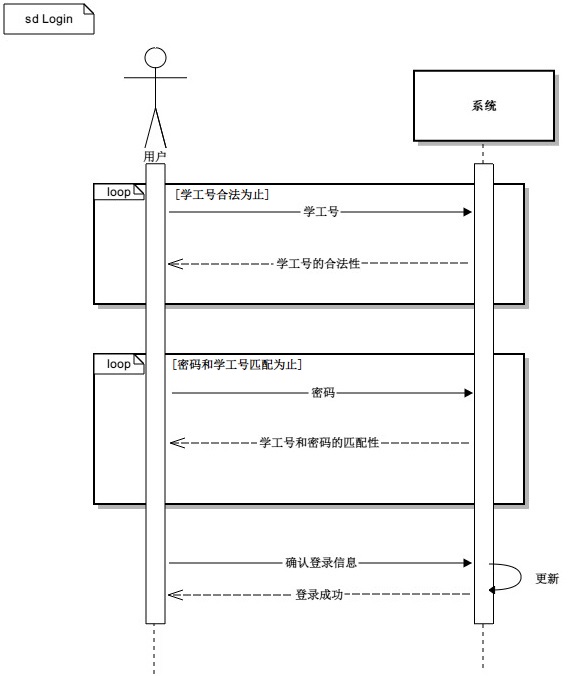 sd Login
系统
用户
loop
[学工号合法为止]
学工号
学工号的合法性
loop
[密码和学工号匹配为止]
密码
学工号和密码的匹配性
确认登录信息
更新
登录成功